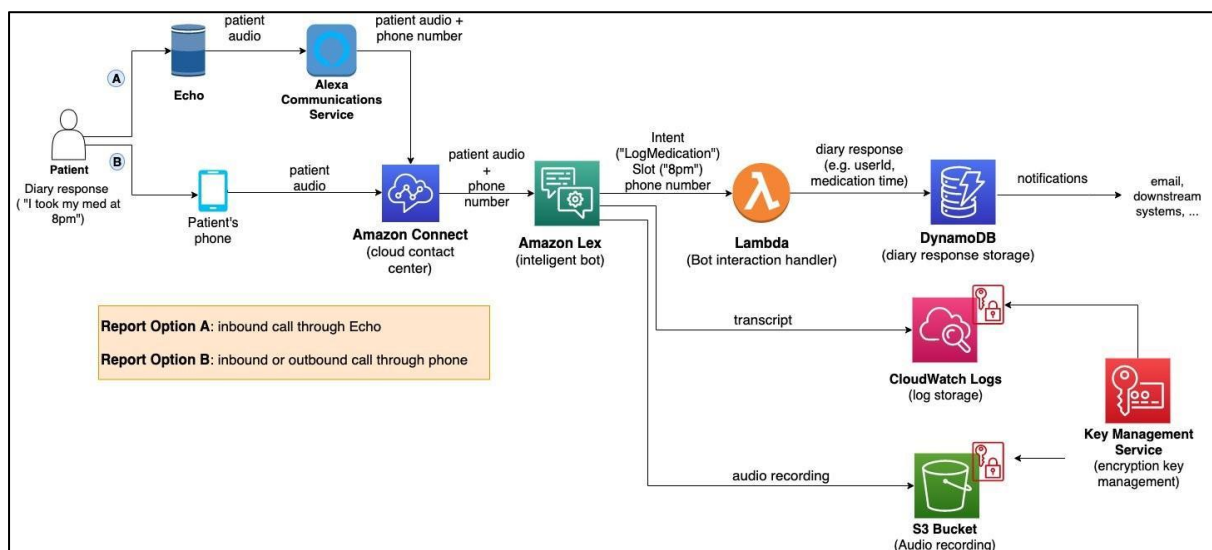 patient
audio
patient audio +
phone number
A
Echo
Alexa
Communications
Service
B
Patient
Diary response
( "I took my med at
8pm")
Patient's
phone
patient
audio
Amazon Connect
(cloud contact
center)
patient audio
+
phone
number
Amazon Lex
(inteligent bot)
Intent
("LogMedication")
Slot ("8pm")
phone number
Lambda
(Bot interaction handler)
diary response
(e.g. userId,
medication time)
DynamoDB
(diary response storage)
notifications
email,
downstream
systems, ...
Report Option A: inbound call through Echo
Report Option B: inbound or outbound call through phone
transcript
CloudWatch Logs
(log storage)
Key Management
Service
(encryption key
management)
audio recording
S3 Bucket
(Audio recording)